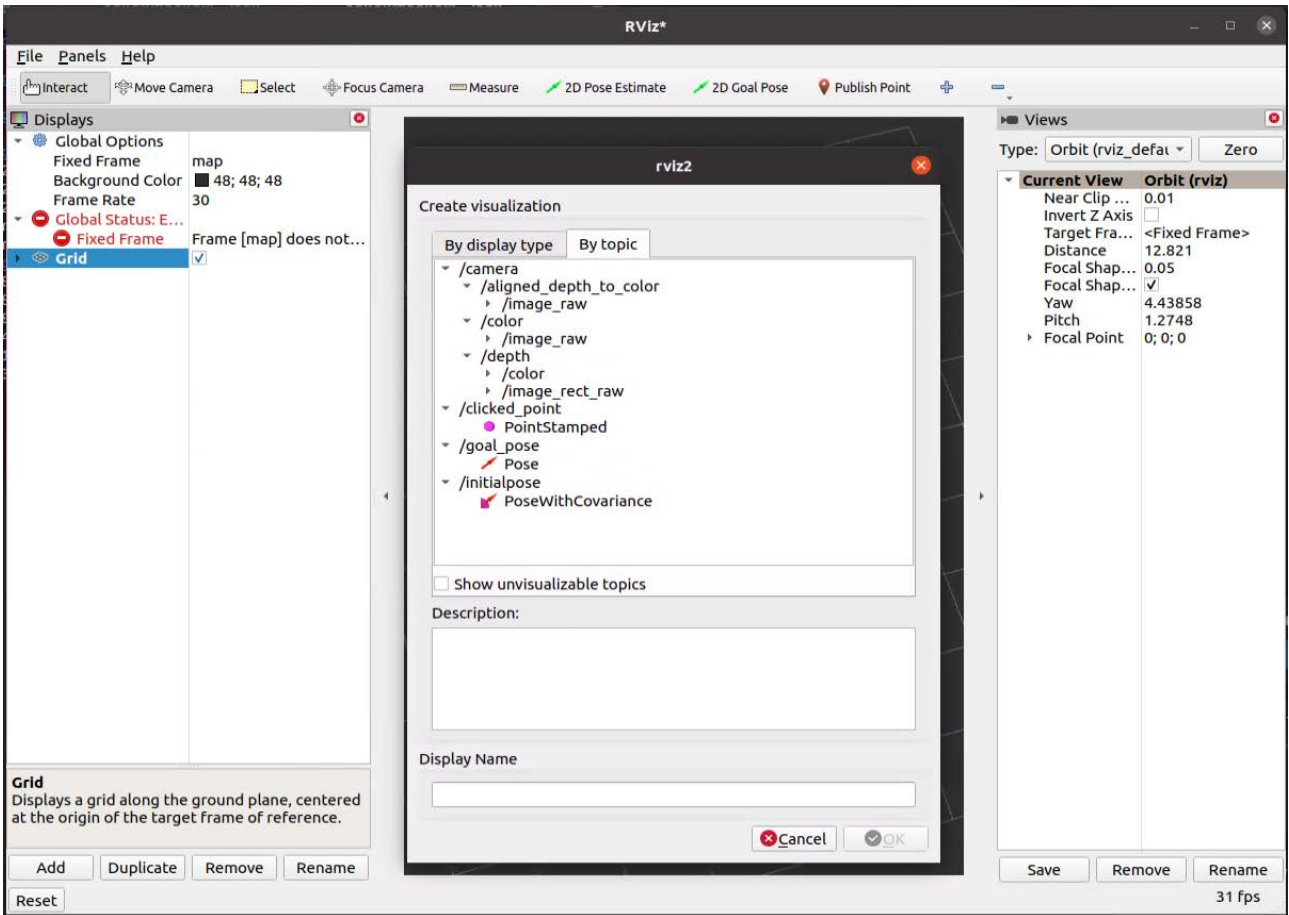 RViz*
File Panels Help
Interact Move Camera Select Focus Camera Measure 2D Pose Estimate 2D Goal Pose Publish Point
Displays
Global Options
Fixed Frame map
Background Color 48; 48; 48
Frame Rate 30
Global Status: E...
Fixed Frame Frame [map] does not...
Grid
Grid
Displays a grid along the ground plane, centered
at the origin of the target frame of reference.
Add Duplicate Remove Rename
Reset
rviz2
Create visualization
By display type By topic
/camera
/aligned_depth_to_color
/image_raw
/color
/image_raw
/depth
/color
/image_rect_raw
/clicked_point
PointStamped
/goal_pose
Pose
/initialpose
PoseWithCovariance
Show unvisualizable topics
Description:
Display Name
Cancel OK
Views
Type: Orbit (rviz_defau Zero
Current View Orbit (rviz)
Near Clip ... 0.01
Invert Z Axis
Target Fra... <Fixed Frame>
Distance 12.821
Focal Shap... 0.05
Focal Shap...
Yaw 4.43858
Pitch 1.2748
Focal Point 0; 0; 0
Save Remove Rename
31 fps